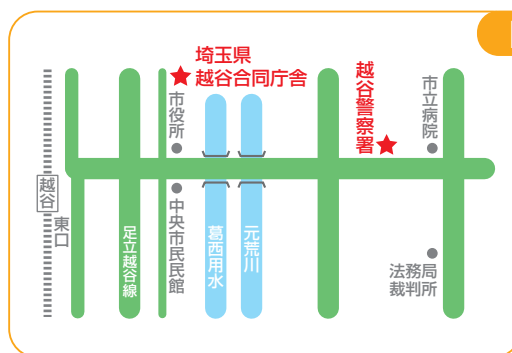 埼玉県
越谷合同庁舎
越谷警察署
市役所
市立病院
越谷
東口
足立越谷線
中央市民民館
葛西用水
元荒川
法務局
裁判所